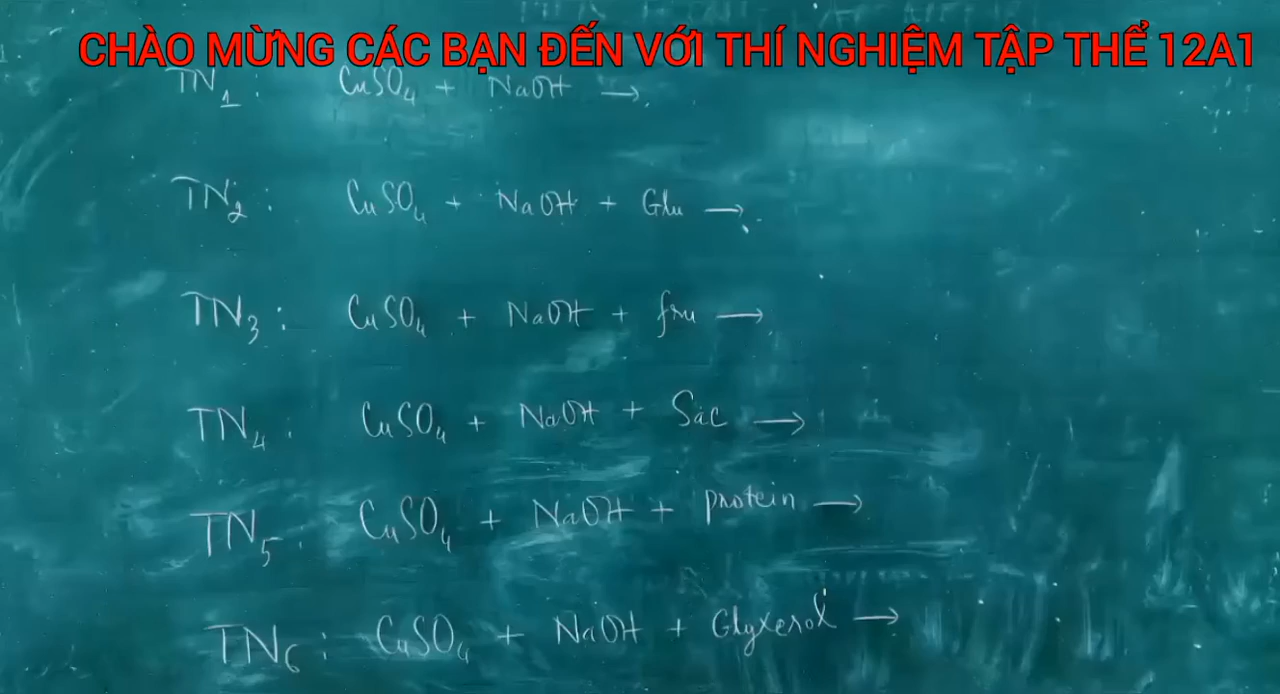 CHÀO MỪNG CÁC BẠN ĐẾN VỚI THÍ NGHIỆM TẬP THỂ 12A1
TN1: CuSO4 + NaOH →
TN2: CuSO4 + NaOH + Glu →
TN3: CuSO4 + NaOH + fru →
TN4: CuSO4 + NaOH + Sac →
TN5: CuSO4 + NaOH + protein →
TN6: CuSO4 + NaOH + Glyxerol →